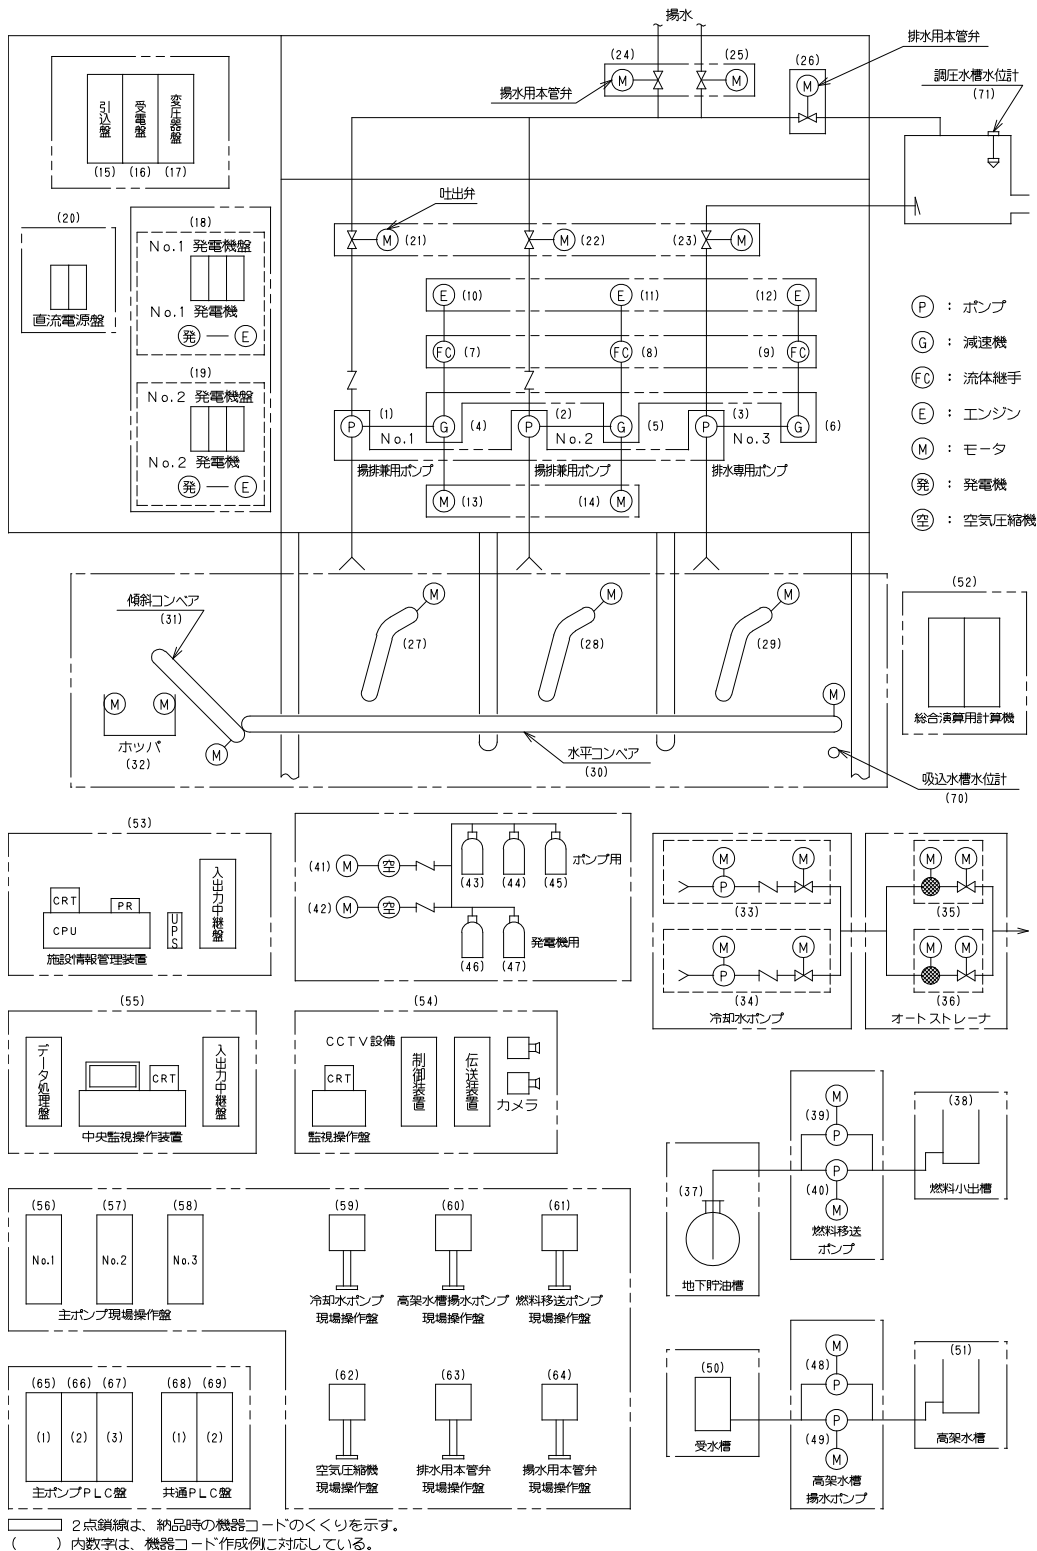 揚水
排水用本管弁
(24)
(25)
(26)
M
M
M
揚水用本管弁
調圧水槽水位計
(71)
引込盤
受電盤
変圧器盤
(15)
(16)
(17)
吐出弁
(20)
(18)
No.1 発電機盤
M
(21)
M
(22)
(23)
M
直流電源盤
No.1 発電機
発
E
E
(10)
E
(11)
(12)
E
P : ポンプ
G : 減速機
FC : 流体継手
E : エンジン
M : モータ
発 : 発電機
空 : 空気圧縮機
FC
(7)
FC
(8)
(9)
FC
(19)
No.2 発電機盤
No.2 発電機
発
E
(1)
(2)
(3)
P
G
(4)
P
G
(5)
P
G
(6)
No.1
No.2
No.3
揚排兼用ポンプ
揚排兼用ポンプ
排水専用ポンプ
M
(13)
(14)
M
傾斜コンベア
(31)
M
M
M
(27)
(28)
(29)
(52)
総合演算用計算機
M
M
M
M
ホッパ
(32)
水平コンベア
(30)
吸込水槽水位計
(70)
(53)
CRT
PR
CPU
UPS
入出力中継盤
施設情報管理装置
(41)
M
空
(42)
M
空
(43)
(44)
(45)
ポンプ用
(46)
(47)
発電機用
M
M
P
(33)
M
M
P
(34)
冷却水ポンプ
M
M
(35)
M
M
(36)
オートストレーナ
(55)
データ処理盤
CRT
入出力中継盤
中央監視操作装置
(54)
CCTV設備
CRT
制御装置
伝送装置
カメラ
監視操作盤
(37)
地下貯油槽
M
(39)
P
P
(40)
M
燃料移送
ポンプ
(38)
燃料小出槽
(56)
(57)
(58)
No.1
No.2
No.3
主ポンプ現場操作盤
(59)
(60)
(61)
冷却水ポンプ
現場操作盤
高架水槽揚水ポンプ
現場操作盤
燃料移送ポンプ
現場操作盤
(62)
(63)
(64)
空気圧縮機
現場操作盤
排水用本管弁
現場操作盤
揚水用本管弁
現場操作盤
(50)
受水槽
M
(48)
P
P
(49)
M
高架水槽
揚水ポンプ
(51)
高架水槽
(65)
(66)
(67)
(68)
(69)
(1)
(2)
(3)
(1)
(2)
主ポンプPLC盤
共通PLC盤
2点鎖線は、納品時の機器コードのくくりを示す。
( )内数字は、機器コード作成例に対応している。